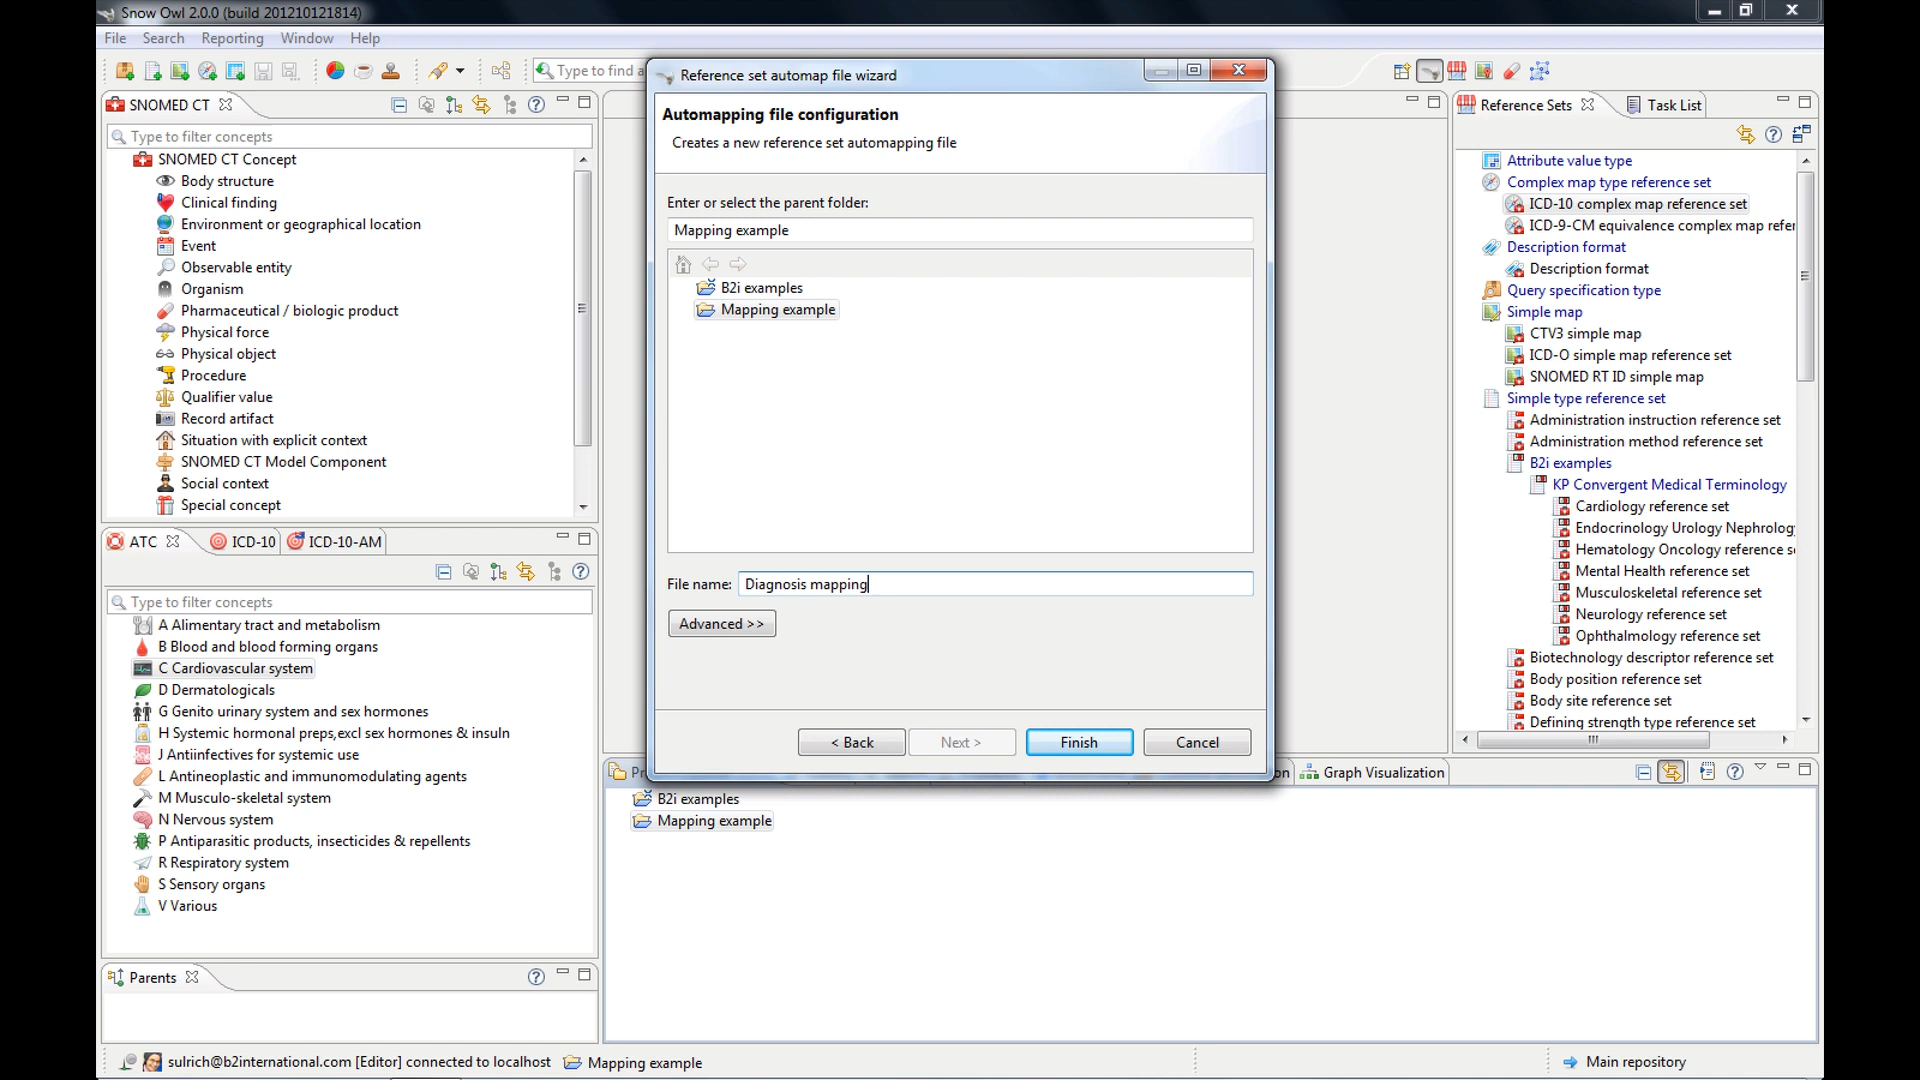 Snow Owl 2.0.0 (build 201210121814)
File Search Reporting Window Help
Type to find a
SNOMED CT
Type to filter concepts
SNOMED CT Concept
Body structure
Clinical finding
Environment or geographical location
Event
Observable entity
Organism
Pharmaceutical / biologic product
Physical force
Physical object
Procedure
Qualifier value
Record artifact
Situation with explicit context
SNOMED CT Model Component
Social context
Special concept
ATC ICD-10 ICD-10-AM
Type to filter concepts
A Alimentary tract and metabolism
B Blood and blood forming organs
C Cardiovascular system
D Dermatologicals
G Genito urinary system and sex hormones
H Systemic hormonal preps,excl sex hormones & insuln
J Antiinfectives for systemic use
L Antineoplastic and immunomodulating agents
M Musculo-skeletal system
N Nervous system
P Antiparasitic products, insecticides & repellents
R Respiratory system
S Sensory organs
V Various
Parents
Reference set automap file wizard
Automapping file configuration
Creates a new reference set automapping file
Enter or select the parent folder:
Mapping example
B2i examples
Mapping example
File name: Diagnosis mapping
Advanced >>
< Back Next > Finish Cancel
Reference Sets Task List
Attribute value type
Complex map type reference set
ICD-10 complex map reference set
ICD-9-CM equivalence complex map refer
Description format
Description format
Query specification type
Simple map
CTV3 simple map
ICD-O simple map reference set
SNOMED RT ID simple map
Simple type reference set
Administration instruction reference set
Administration method reference set
B2i examples
KP Convergent Medical Terminology
Cardiology reference set
Endocrinology Urology Nephrology
Hematology Oncology reference s
Mental Health reference set
Musculoskeletal reference set
Neurology reference set
Ophthalmology reference set
Biotechnology descriptor reference set
Body position reference set
Body site reference set
Defining strength type reference set
Pr on Graph Visualization
B2i examples
Mapping example
sulrich@b2international.com [Editor] connected to localhost Mapping example Main repository